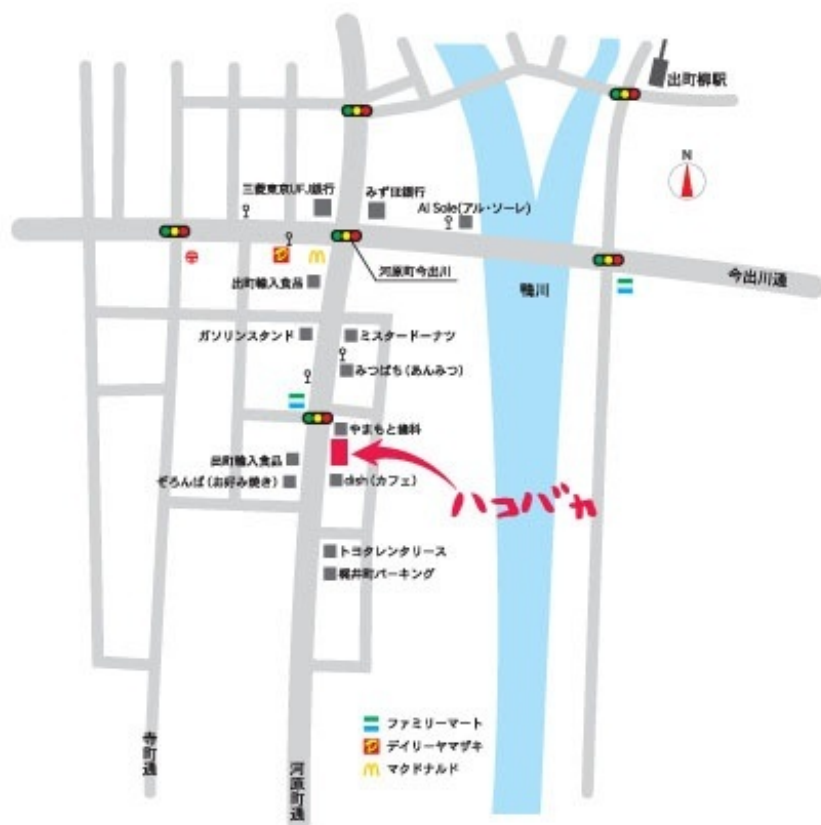 出町柳駅
N
三菱東京UFJ銀行
みずほ銀行
Al Sole(アル・ソーレ)
河原町今出川
今出川通
出町輸入食品
鴨川
ガソリンスタンド
ミスタードーナツ
みつばち(あんみつ)
やまもと歯科
出町輸入食品
ぞろんぱ(お好み焼き)
dish(カフェ)
ハコバカ
トヨタレンタリース
梶井町パーキング
寺町通
河原町通
ファミリーマート
デイリーヤマザキ
マクドナルド